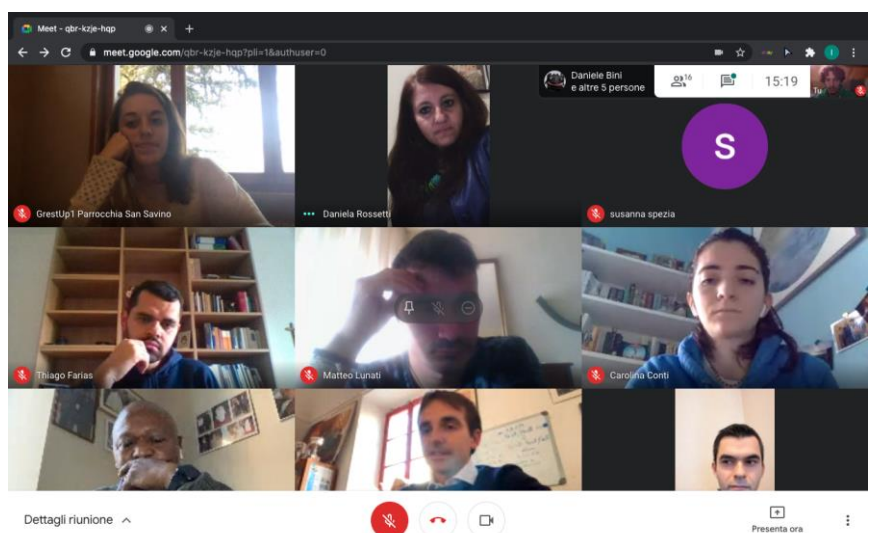 Meet - qbr-kzje-hqp
meet.google.com/qbr-kzje-hqp?pli=1&authuser=0
Daniele Bini
e altre 5 persone
16
15:19
Tu
S
GrestUp1 Parrocchia San Savino
Daniela Rossetti
susanna spezia
Thiago Farias
Matteo Lunati
Carolina Conti
Dettagli riunione
Presenta ora